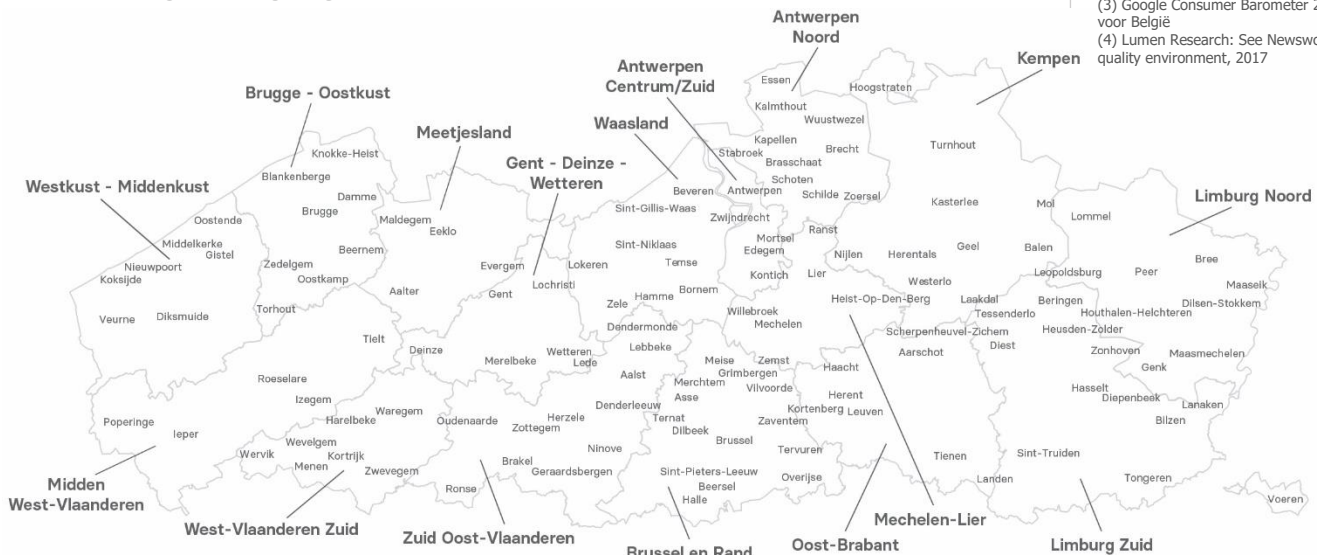 (3) Google Consumer Barometer 2
voor België
(4) Lumen Research: See Newswo
quality environment, 2017
Antwerpen
Noord
Kempen
Antwerpen
Centrum/Zuid
Brugge - Oostkust
Waasland
Meetjesland
Gent - Deinze -
Wetteren
Westkust - Middenkust
Limburg Noord
Essen
Hoogstraten
Kalmthout
Wuustwezel
Kapellen
Turnhout
Stabroek
Brecht
Brasschaat
Knokke-Heist
Blankenberge
Schoten
Damme
Beveren
Antwerpen
Schilde
Zoersel
Kasterlee
Mol
Lommel
Brugge
Sint-Gillis-Waas
Oostende
Maldegem
Zwijndrecht
Eeklo
Ranst
Middelkerke
Gistel
Beernem
Sint-Niklaas
Mortsel
Edegem
Nijlen
Herentals
Geel
Balen
Bree
Nieuwpoort
Koksijde
Zedelgem
Oostkamp
Evergem
Lokeren
Temse
Kontich
Lier
Leopoldsburg
Peer
Maaseik
Aalter
Gent
Lochristi
Bornem
Westerlo
Zele
Hamme
Heist-Op-Den-Berg
Laakdal
Beringen
Dilsen-Stokkem
Veurne
Diksmuide
Torhout
Willebroek
Tessenderlo
Houthalen-Helchteren
Dendermonde
Mechelen
Scherpenheuvel-Zichem
Heusden-Zolder
Tielt
Deinze
Lebbeke
Diest
Aarschot
Zonhoven
Maasmechelen
Merelbeke
Wetteren
Lede
Aalst
Meise
Zemst
Haacht
Genk
Roeselare
Grimbergen
Merchtem
Vilvoorde
Hasselt
Izegem
Asse
Herent
Diepenbeek
Lanaken
Waregem
Denderleeuw
Kortenberg
Leuven
Poperinge
Harelbeke
Oudenaarde
Herzele
Ternat
Zaventem
Bilzen
Ieper
Zottegem
Dilbeek
Wevelgem
Brussel
Wervik
Kortrijk
Ninove
Tervuren
Tienen
Sint-Truiden
Menen
Zwevegem
Brakel
Geraardsbergen
Sint-Pieters-Leeuw
Overijse
Landen
Tongeren
Ronse
Beersel
Halle
Voeren
Midden
West-Vlaanderen
West-Vlaanderen Zuid
Zuid Oost-Vlaanderen
Brussel en Rand
Oost-Brabant
Mechelen-Lier
Limburg Zuid